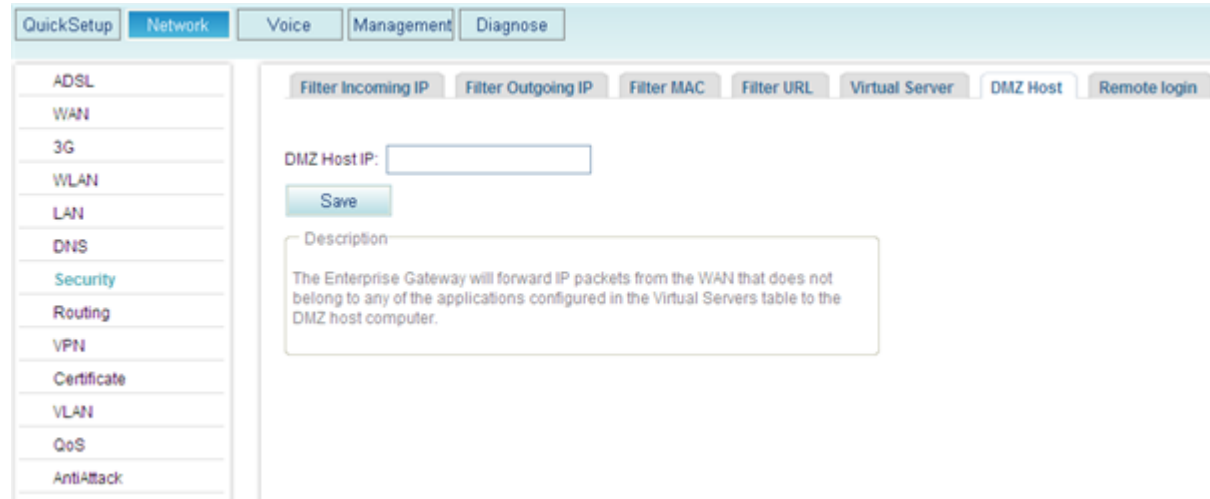 QuickSetup Network Voice Management Diagnose
ADSL
WAN
3G
WLAN
LAN
DNS
Security
Routing
VPN
Certificate
VLAN
QoS
AntiAttack
Filter Incoming IP Filter Outgoing IP Filter MAC Filter URL Virtual Server DMZ Host Remote login
DMZ Host IP:
Save
Description
The Enterprise Gateway will forward IP packets from the WAN that does not
belong to any of the applications configured in the Virtual Servers table to the
DMZ host computer.